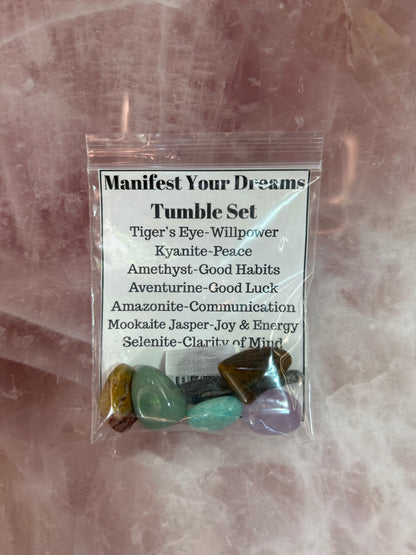 Manifest Your Dreams
Tumble Set
Tiger's Eye-Willpower
Kyanite-Peace
Amethyst-Good Habits
Aventurine-Good Luck
Amazonite-Communication
Mookaite Jasper-Joy & Energy
Selenite-Clarity of Mind